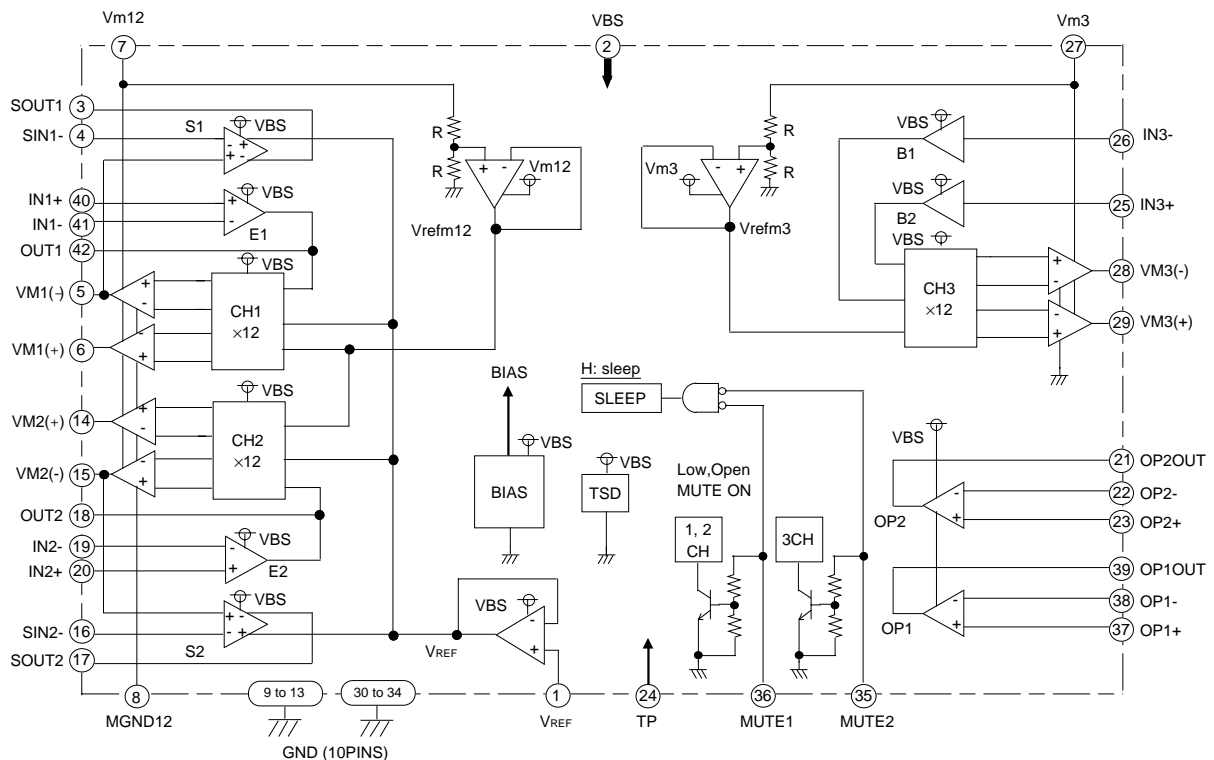 Vm12
VBS
Vm3
7
2
27
SOUT1 3
SIN1- 4
S1
VBS
- +
+ -
IN1+ 40
IN1- 41
OUT1 42
+
-
VBS
E1
VM1(-) 5
VM1(+) 6
+
-
-
+
VBS
CH1
×12
VM2(+) 14
VM2(-) 15
+
-
-
+
VBS
CH2
×12
OUT2 18
IN2- 19
IN2+ 20
-
+
VBS
E2
SIN2- 16
SOUT2 17
+ -
- +
VBS
S2
R
R
+ -
Vm12
Vrefm12
R
R
- +
Vm3
Vrefm3
VBS
B1
26 IN3-
VBS
B2
25 IN3+
VBS
CH3
×12
+
-
-
+
28 VM3(-)
29 VM3(+)
H: sleep
SLEEP
BIAS
VBS
BIAS
VBS
TSD
Low,Open
MUTE ON
1, 2
CH
3CH
VBS
21 OP2OUT
22 OP2-
23 OP2+
-
+
OP2
39 OP1OUT
38 OP1-
37 OP1+
-
+
OP1
VBS
-
+
VREF
8
MGND12
9 to 13
30 to 34
GND (10PINS)
1
VREF
24
TP
36
MUTE1
35
MUTE2